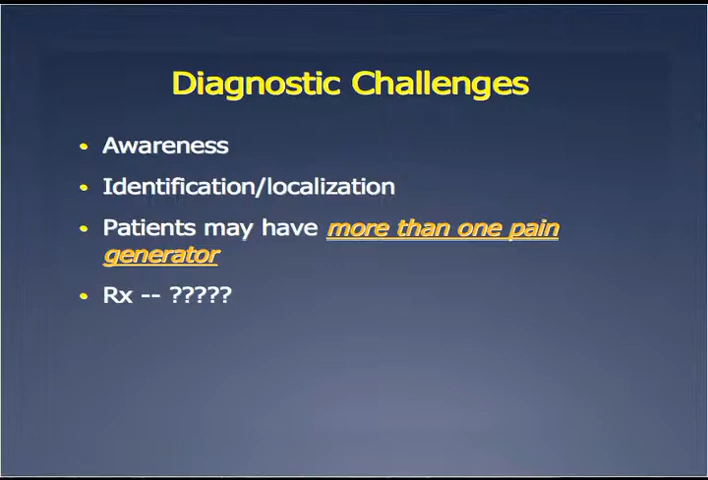 Diagnostic Challenges
• Awareness
• Identification/localization
• Patients may have more than one pain
generator
• Rx -- ?????